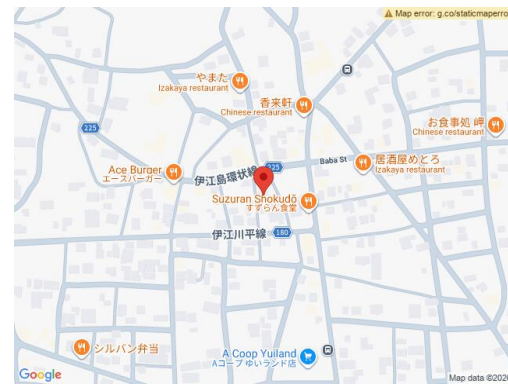 Map error: g.co/staticmaperro
やまた
Izakaya restaurant
香来軒
Chinese restaurant
お食事処 岬
Chinese restaurant
225
225
Baba St
居酒屋めとろ
Izakaya restaurant
Ace Burger
エースバーガー
伊江島環状線
Suzuran Shokudō
すずらん食堂
伊江川平線
180
シルバン弁当
A Coop Yuiland
Aコープ ゆいランド店
Google
Map data ©2026